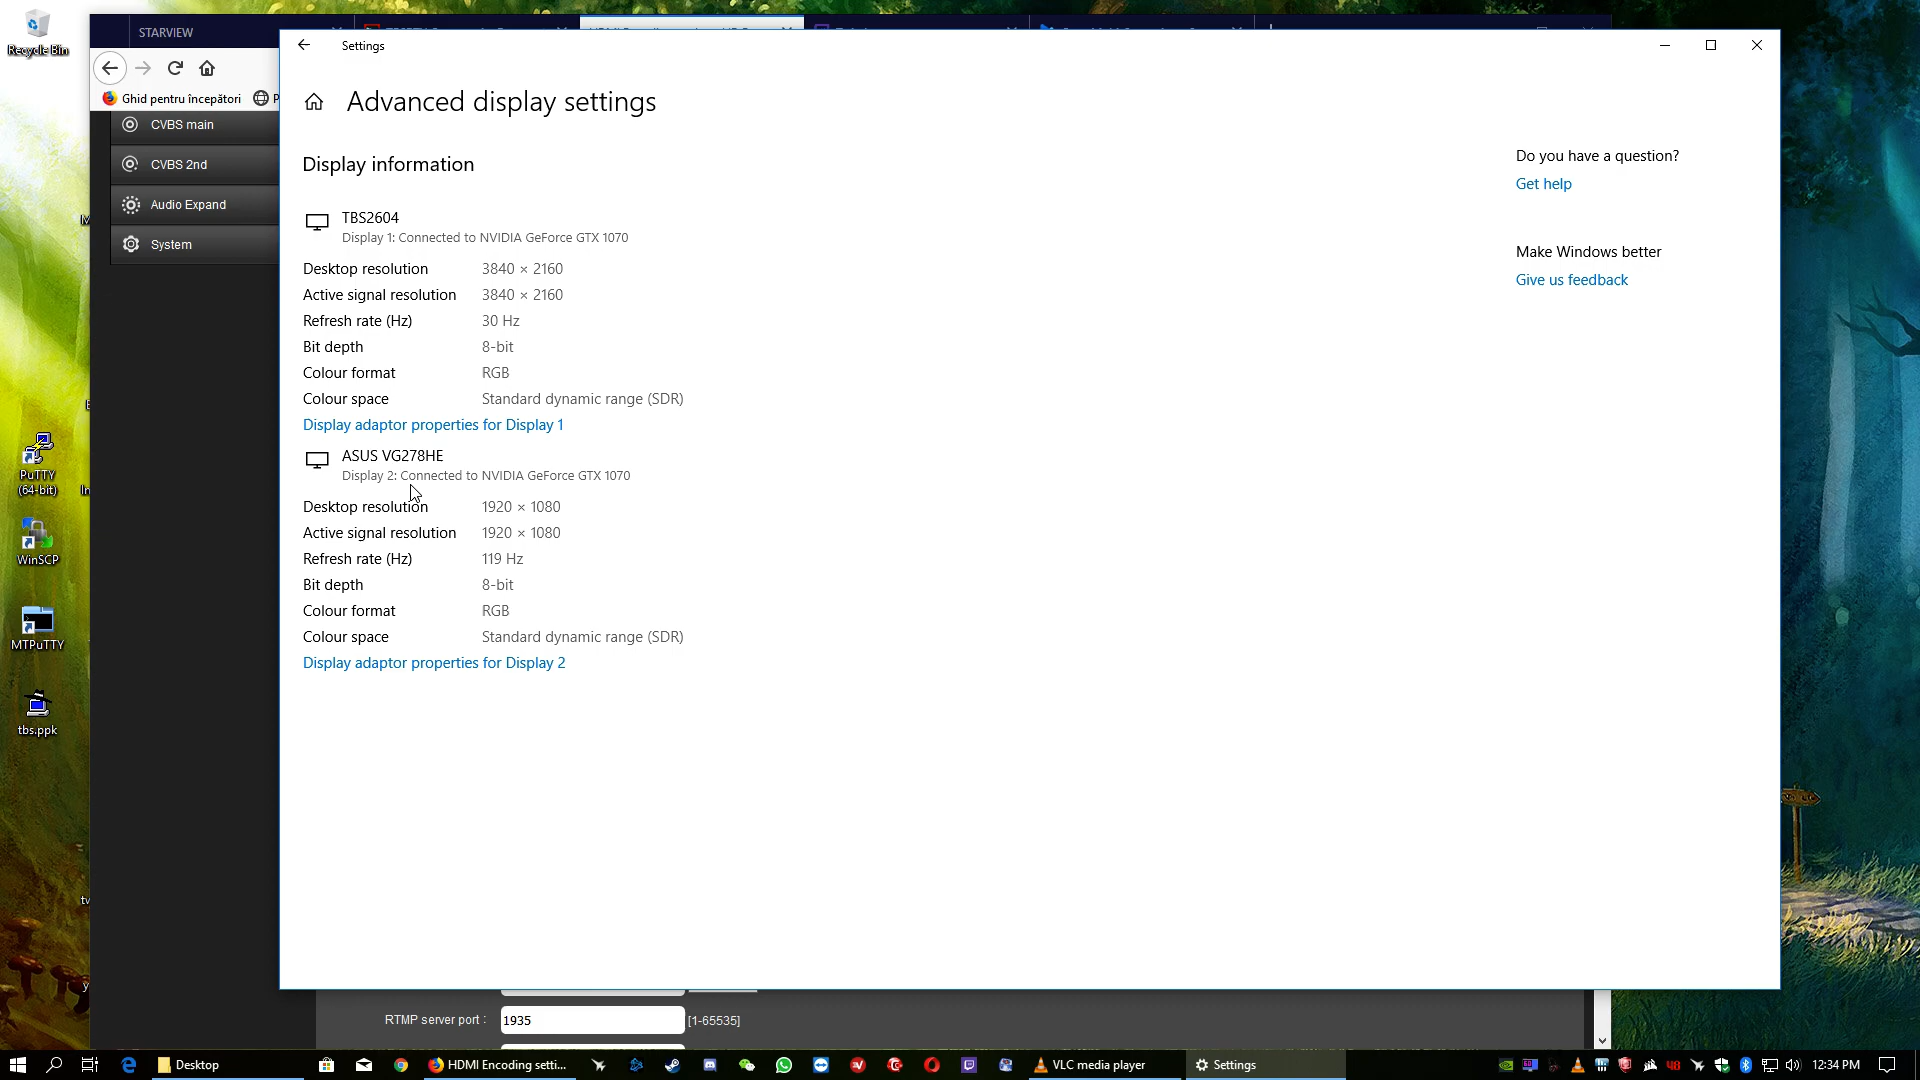 Recycle Bin
STARVIEW
Settings
Ghid pentru începători
Advanced display settings
CVBS main
CVBS 2nd
Audio Expand
System
Display information
TBS2604
Display 1: Connected to NVIDIA GeForce GTX 1070
Desktop resolution 3840 × 2160
Active signal resolution 3840 × 2160
Refresh rate (Hz) 30 Hz
Bit depth 8-bit
Colour format RGB
Colour space Standard dynamic range (SDR)
Display adaptor properties for Display 1
ASUS VG278HE
Display 2: Connected to NVIDIA GeForce GTX 1070
Desktop resolution 1920 × 1080
Active signal resolution 1920 × 1080
Refresh rate (Hz) 119 Hz
Bit depth 8-bit
Colour format RGB
Colour space Standard dynamic range (SDR)
Display adaptor properties for Display 2
Do you have a question?
Get help
Make Windows better
Give us feedback
PuTTY
(64-bit)
WinSCP
MTPuTTY
tbs.ppk
RTMP server port : 1935 [1-65535]
Desktop
HDMI Encoding setti...
VLC media player
Settings
12:34 PM